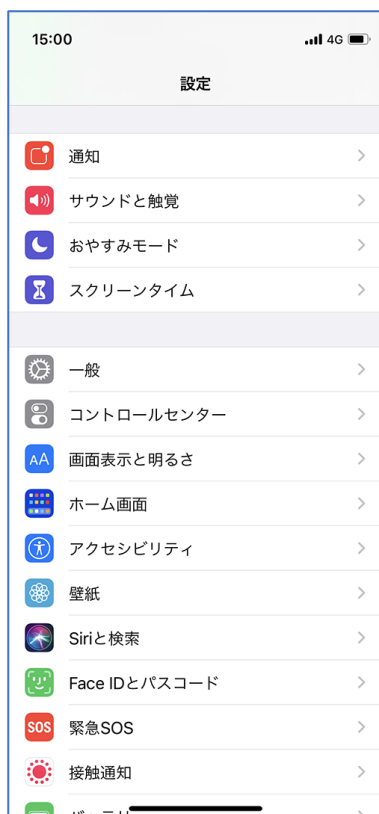 15:00
4G
設定
通知
サウンドと触覚
おやすみモード
スクリーンタイム
一般
コントロールセンター
AA 画面表示と明るさ
ホーム画面
アクセシビリティ
壁紙
Siriと検索
Face IDとパスコード
SOS 緊急SOS
接触通知